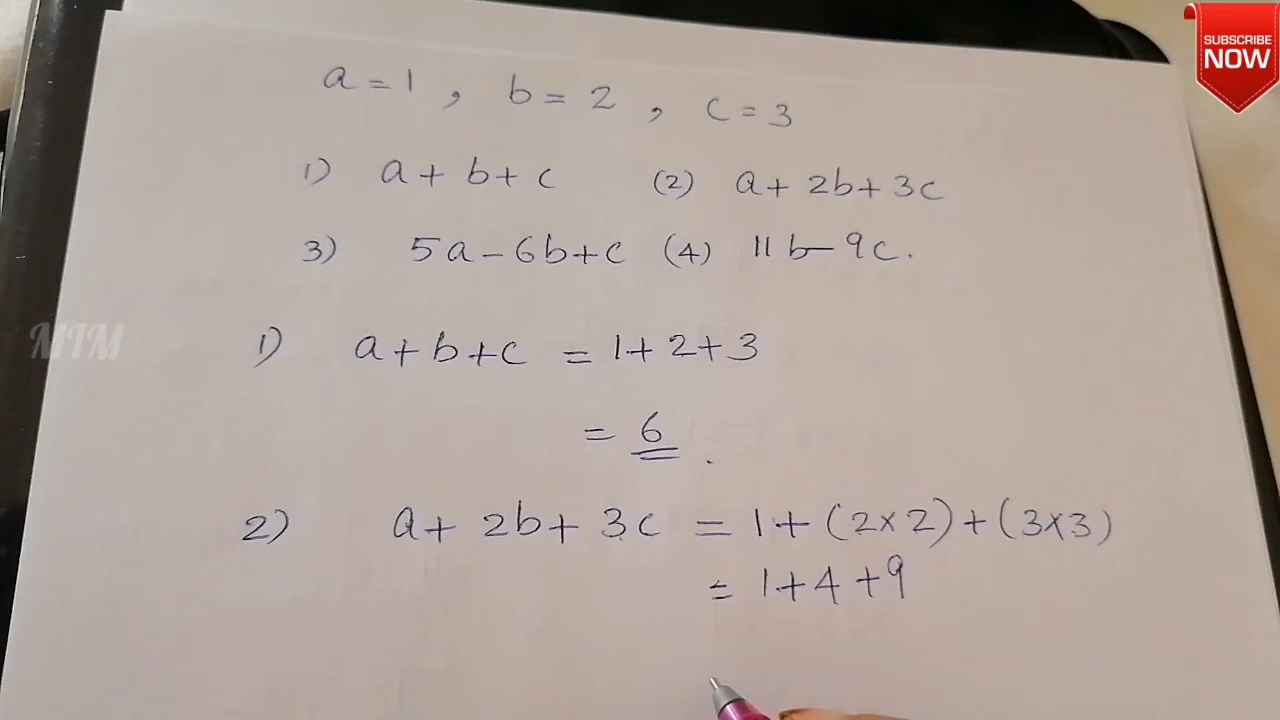 SUBSCRIBE
NOW
a = 1 , b = 2 , c = 3
1) a + b + c (2) a + 2b + 3c
3) 5a - 6b + c (4) 11b - 9c.
MIM
1) a + b + c = 1 + 2 + 3
= 6 .
2) a + 2b + 3c = 1 + (2×2) + (3×3)
= 1 + 4 + 9